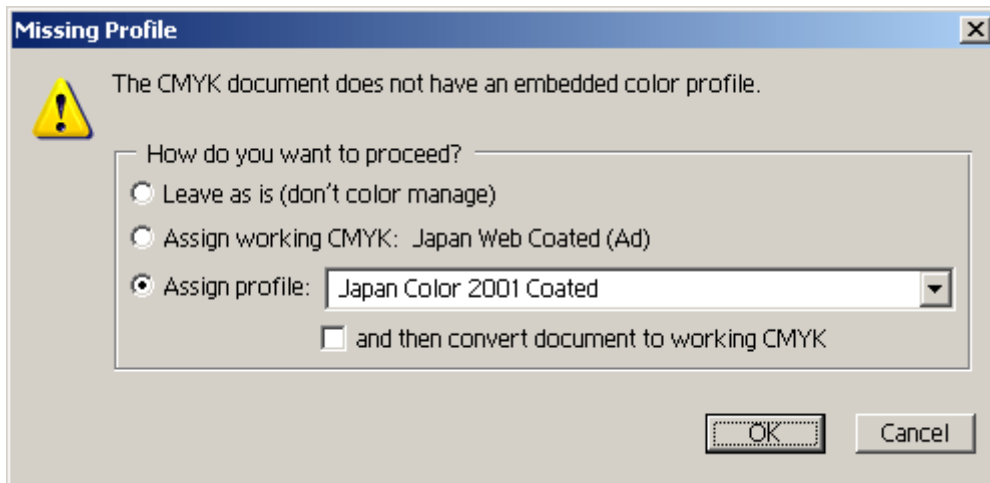 Missing Profile
The CMYK document does not have an embedded color profile.
How do you want to proceed?
Leave as is (don't color manage)
Assign working CMYK: Japan Web Coated (Ad)
Assign profile: Japan Color 2001 Coated
and then convert document to working CMYK
OK Cancel